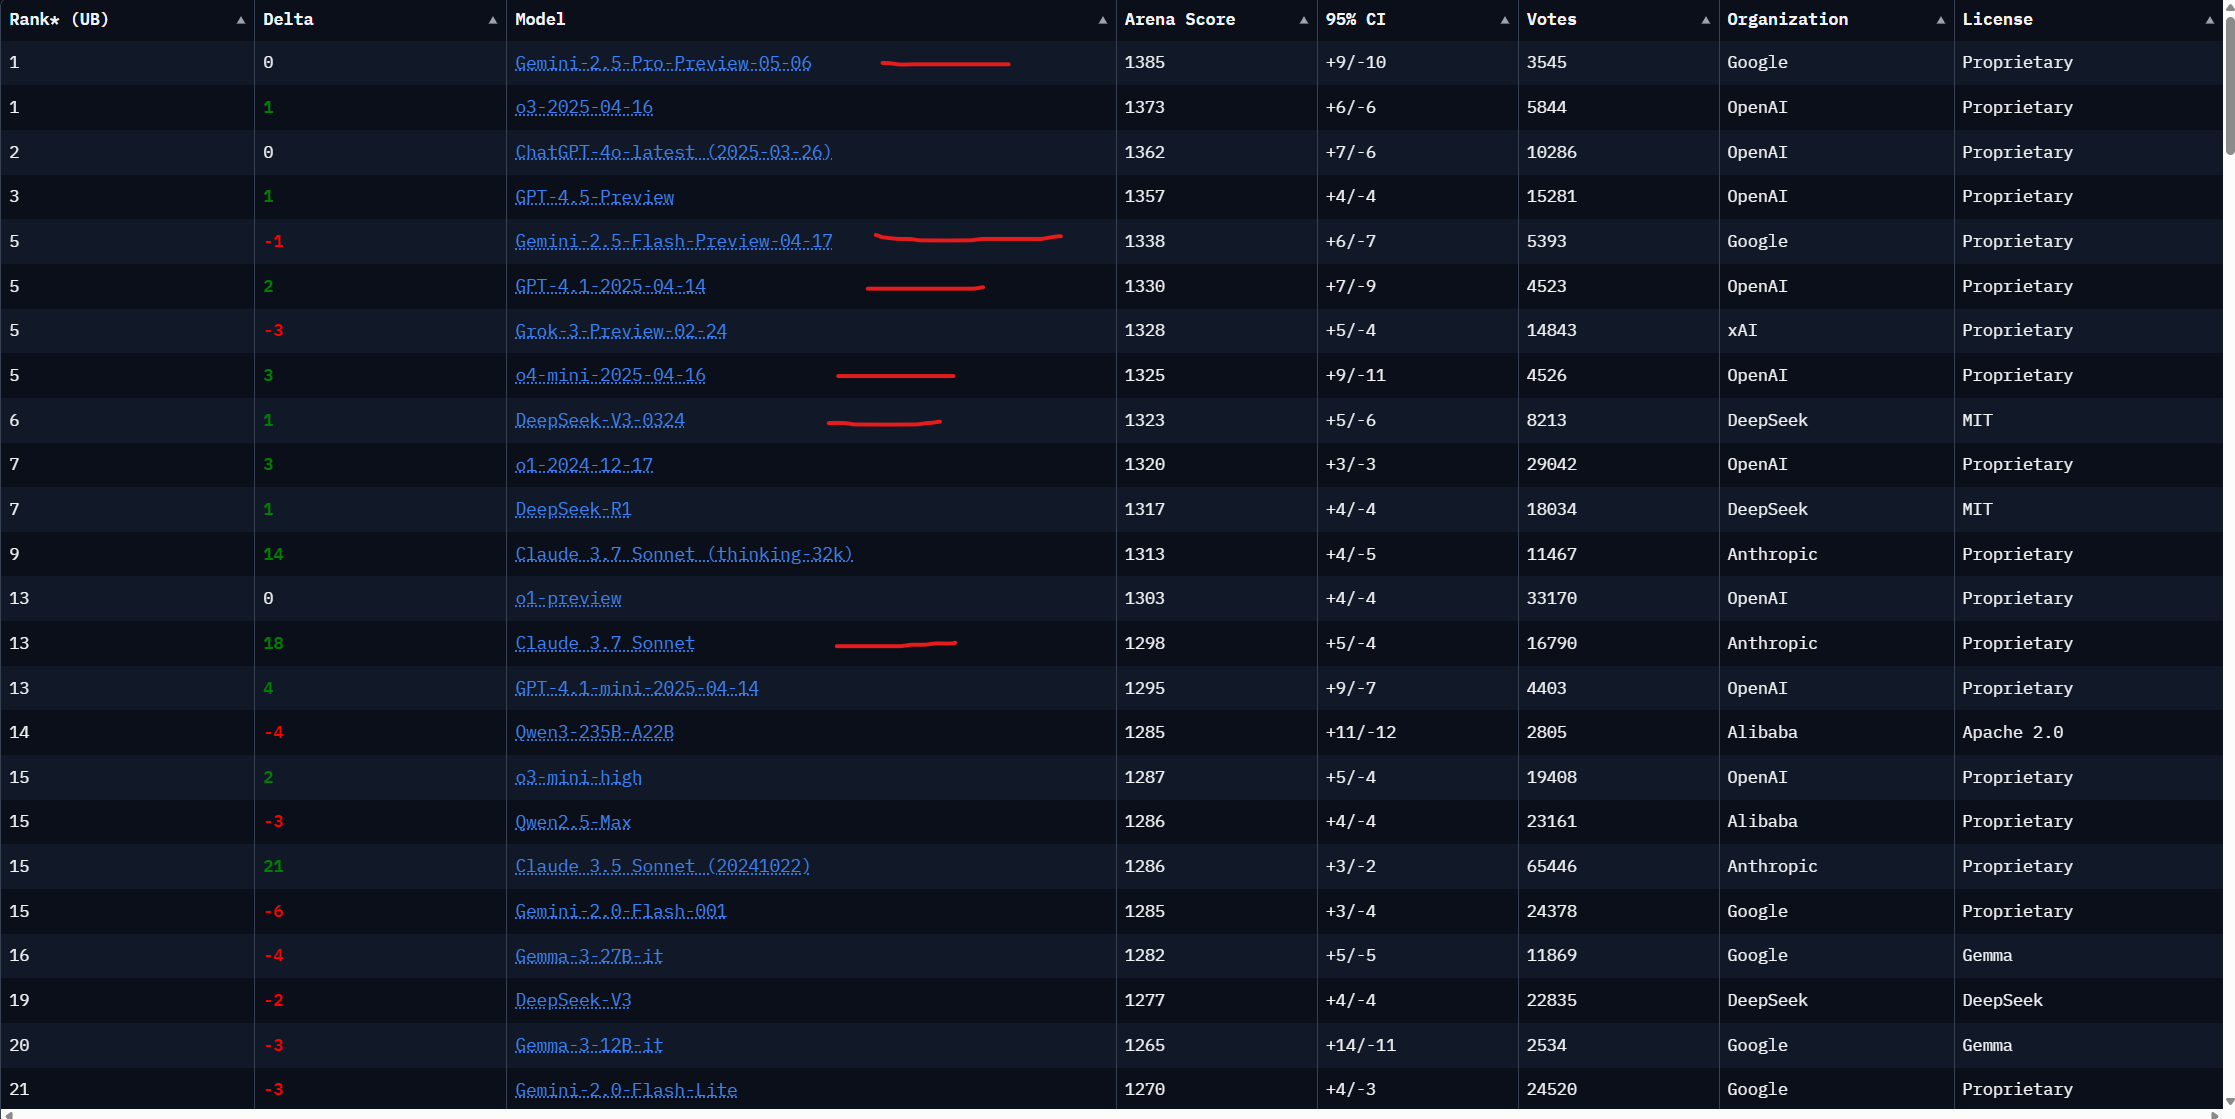 Rank* (UB) Delta Model Arena Score 95% CI Votes Organization License
1 0 Gemini-2.5-Pro-Preview-05-06 1385 +9/-10 3545 Google Proprietary
1 1 o3-2025-04-16 1373 +6/-6 5844 OpenAI Proprietary
2 0 ChatGPT-4o-latest (2025-03-26) 1362 +7/-6 10286 OpenAI Proprietary
3 1 GPT-4.5-Preview 1357 +4/-4 15281 OpenAI Proprietary
5 -1 Gemini-2.5-Flash-Preview-04-17 1338 +6/-7 5393 Google Proprietary
5 2 GPT-4.1-2025-04-14 1330 +7/-9 4523 OpenAI Proprietary
5 -3 Grok-3-Preview-02-24 1328 +5/-4 14843 xAI Proprietary
5 3 o4-mini-2025-04-16 1325 +9/-11 4526 OpenAI Proprietary
6 1 DeepSeek-V3-0324 1323 +5/-6 8213 DeepSeek MIT
7 3 o1-2024-12-17 1320 +3/-3 29042 OpenAI Proprietary
7 1 DeepSeek-R1 1317 +4/-4 18034 DeepSeek MIT
9 14 Claude 3.7 Sonnet (thinking-32k) 1313 +4/-5 11467 Anthropic Proprietary
13 0 o1-preview 1303 +4/-4 33170 OpenAI Proprietary
13 18 Claude 3.7 Sonnet 1298 +5/-4 16790 Anthropic Proprietary
13 4 GPT-4.1-mini-2025-04-14 1295 +9/-7 4403 OpenAI Proprietary
14 -4 Qwen3-235B-A22B 1285 +11/-12 2805 Alibaba Apache 2.0
15 2 o3-mini-high 1287 +5/-4 19408 OpenAI Proprietary
15 -3 Qwen2.5-Max 1286 +4/-4 23161 Alibaba Proprietary
15 21 Claude 3.5 Sonnet (20241022) 1286 +3/-2 65446 Anthropic Proprietary
15 -6 Gemini-2.0-Flash-001 1285 +3/-4 24378 Google Proprietary
16 -4 Gemma-3-27B-it 1282 +5/-5 11869 Google Gemma
19 -2 DeepSeek-V3 1277 +4/-4 22835 DeepSeek DeepSeek
20 -3 Gemma-3-12B-it 1265 +14/-11 2534 Google Gemma
21 -3 Gemini-2.0-Flash-Lite 1270 +4/-3 24520 Google Proprietary